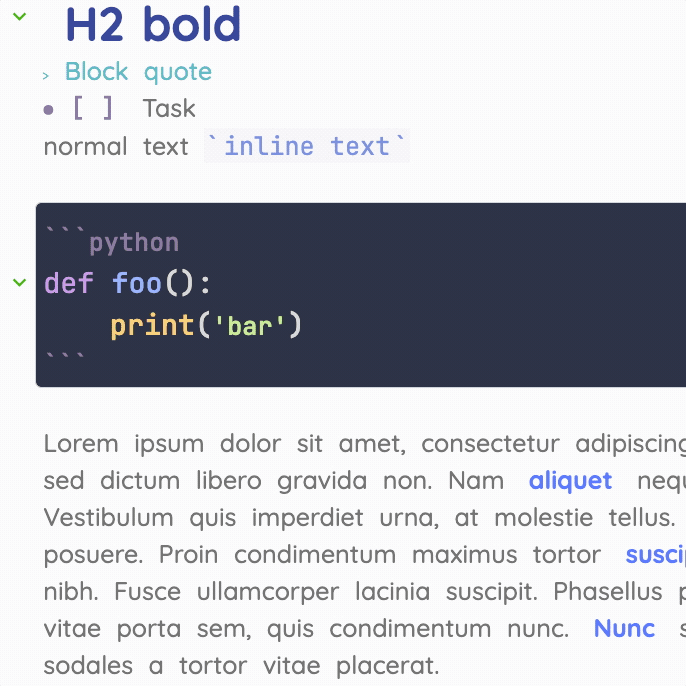 H2 bold
> Block quote
• [ ] Task
normal text `inline text`
```python
def foo():
    print('bar')
```
Lorem ipsum dolor sit amet, consectetur adipiscing
sed dictum libero gravida non. Nam aliquet
Vestibulum quis imperdiet urna, at molestie tellus.
posuere. Proin condimentum maximus tortor
nibh. Fusce ullamcorper lacinia suscipit. Phasellus
vitae porta sem, quis condimentum nunc. Nunc
sodales a tortor vitae placerat.